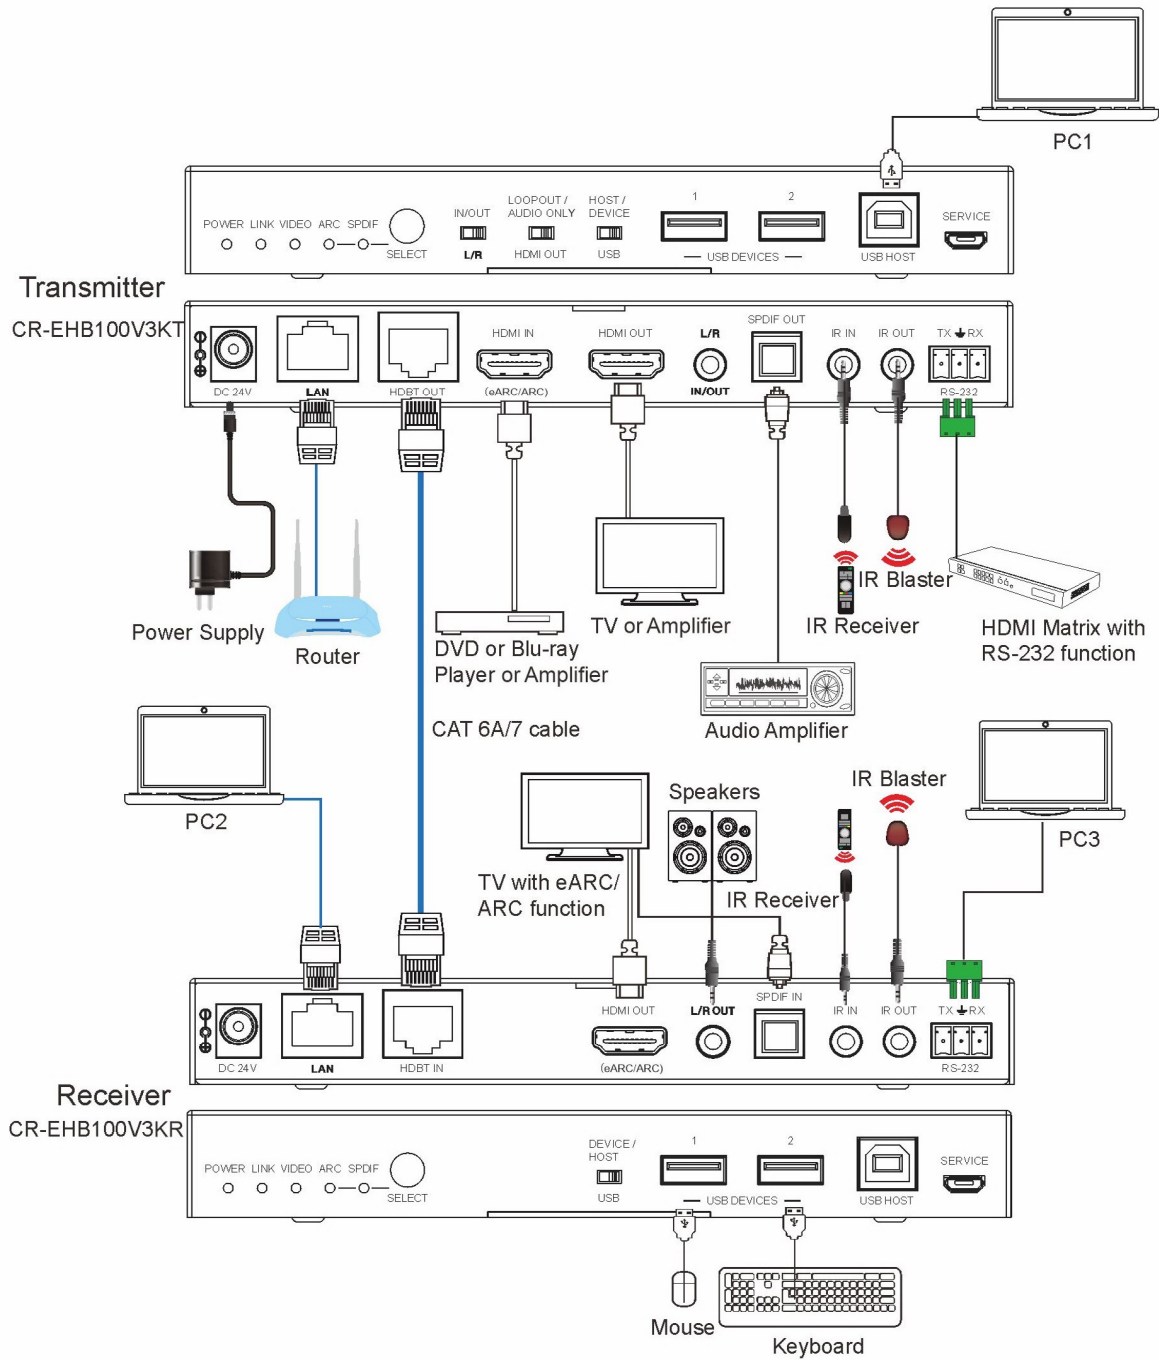 PC1
LOOPOUT / HOST / 1 2
IN/OUT AUDIO ONLY DEVICE SERVICE
POWER LINK VIDEO ARC SPDIF
SELECT L/R HDMI OUT USB USB DEVICES USB HOST
Transmitter
CR-EHB100V3KT
HDMI IN HDMI OUT L/R SPDIF OUT IR IN IR OUT TX RX
DC 24V LAN HDBT OUT (eARC/ARC) IN/OUT RS-232
Power Supply
Router
DVD or Blu-ray
Player or Amplifier
TV or Amplifier
IR Receiver
IR Blaster
HDMI Matrix with
RS-232 function
CAT 6A/7 cable
Audio Amplifier
PC2
TV with eARC/
ARC function
Speakers
IR Receiver
IR Blaster
PC3
HDMI OUT L/R OUT SPDIF IN IR IN IR OUT TX RX
DC 24V LAN HDBT IN (eARC/ARC) RS-232
Receiver
CR-EHB100V3KR
DEVICE / 1 2
HOST SERVICE
POWER LINK VIDEO ARC SPDIF
SELECT USB USB DEVICES USB HOST
Mouse
Keyboard